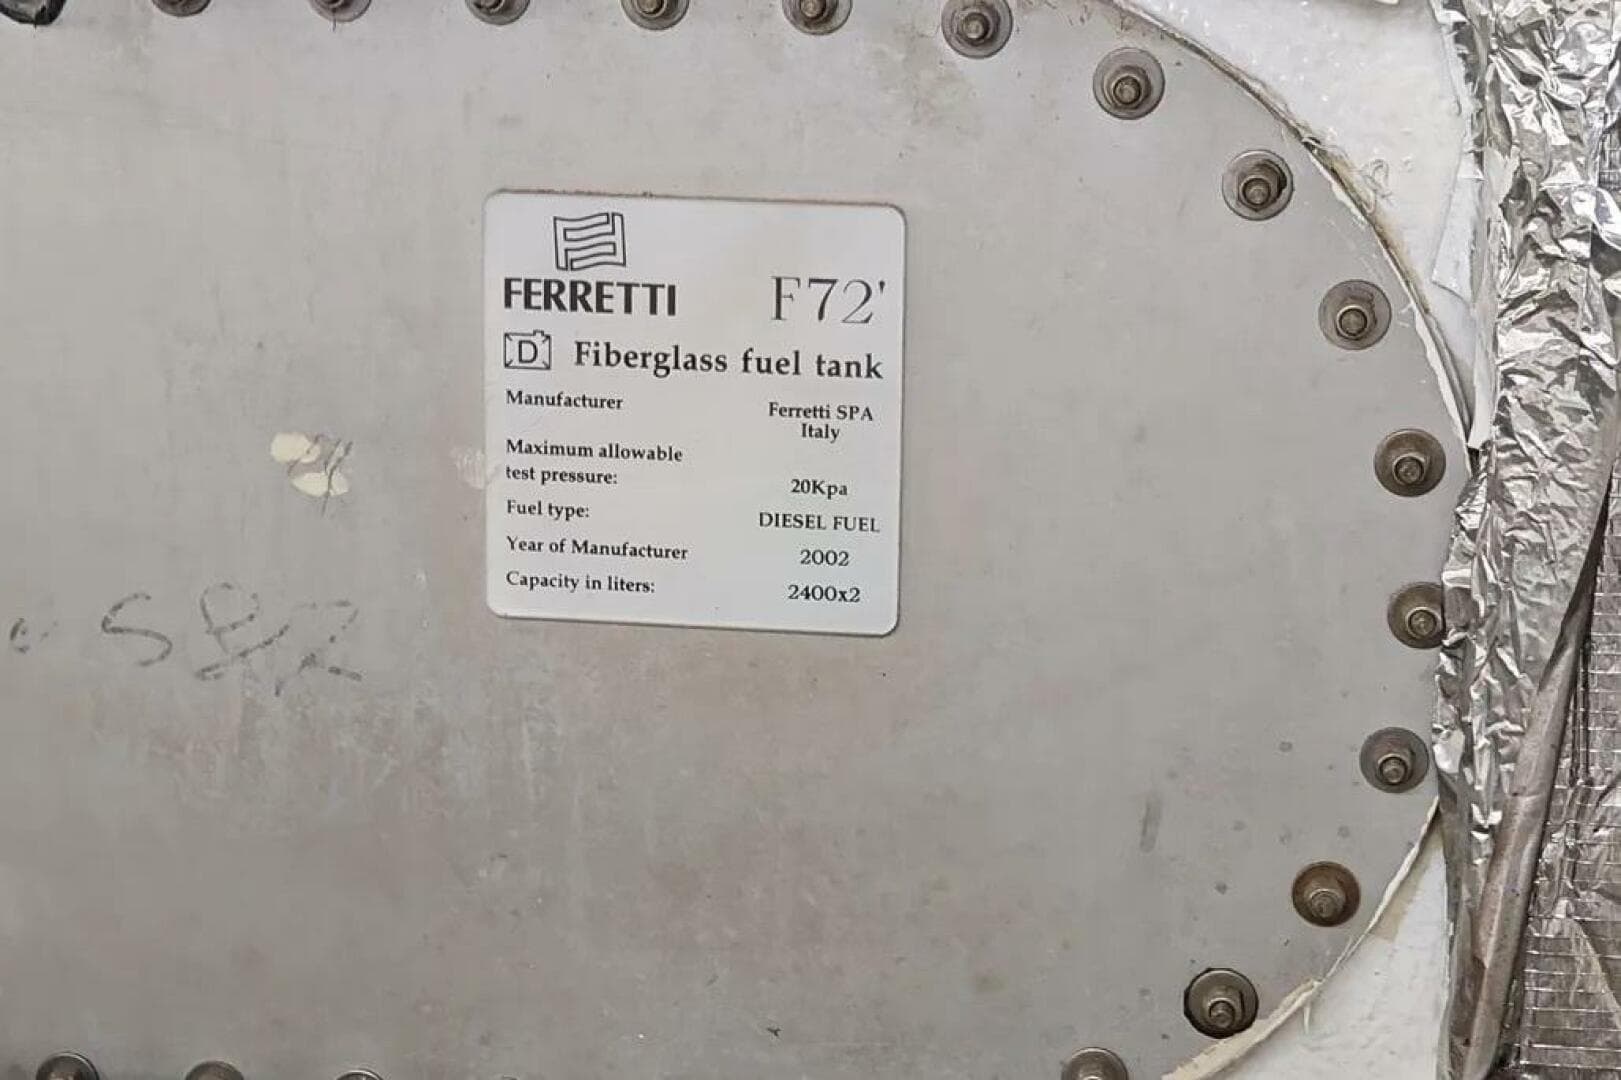 FERRETTI F72'
D Fiberglass fuel tank
Manufacturer Ferretti SPA
Italy
Maximum allowable
test pressure: 20Kpa
Fuel type: DIESEL FUEL
Year of Manufacturer 2002
Capacity in liters: 2400x2